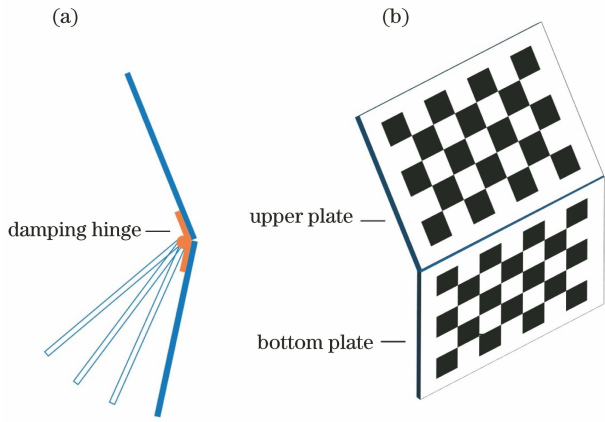 (a)
(b)
damping hinge
upper plate
bottom plate